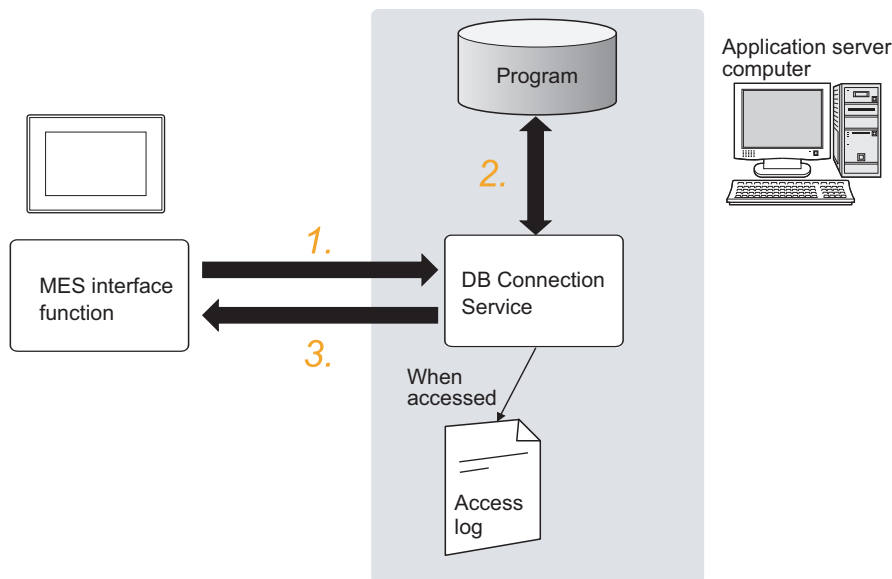 Program
Application server
computer
2.
1.
MES interface
function
DB Connection
Service
3.
When
accessed
Access
log